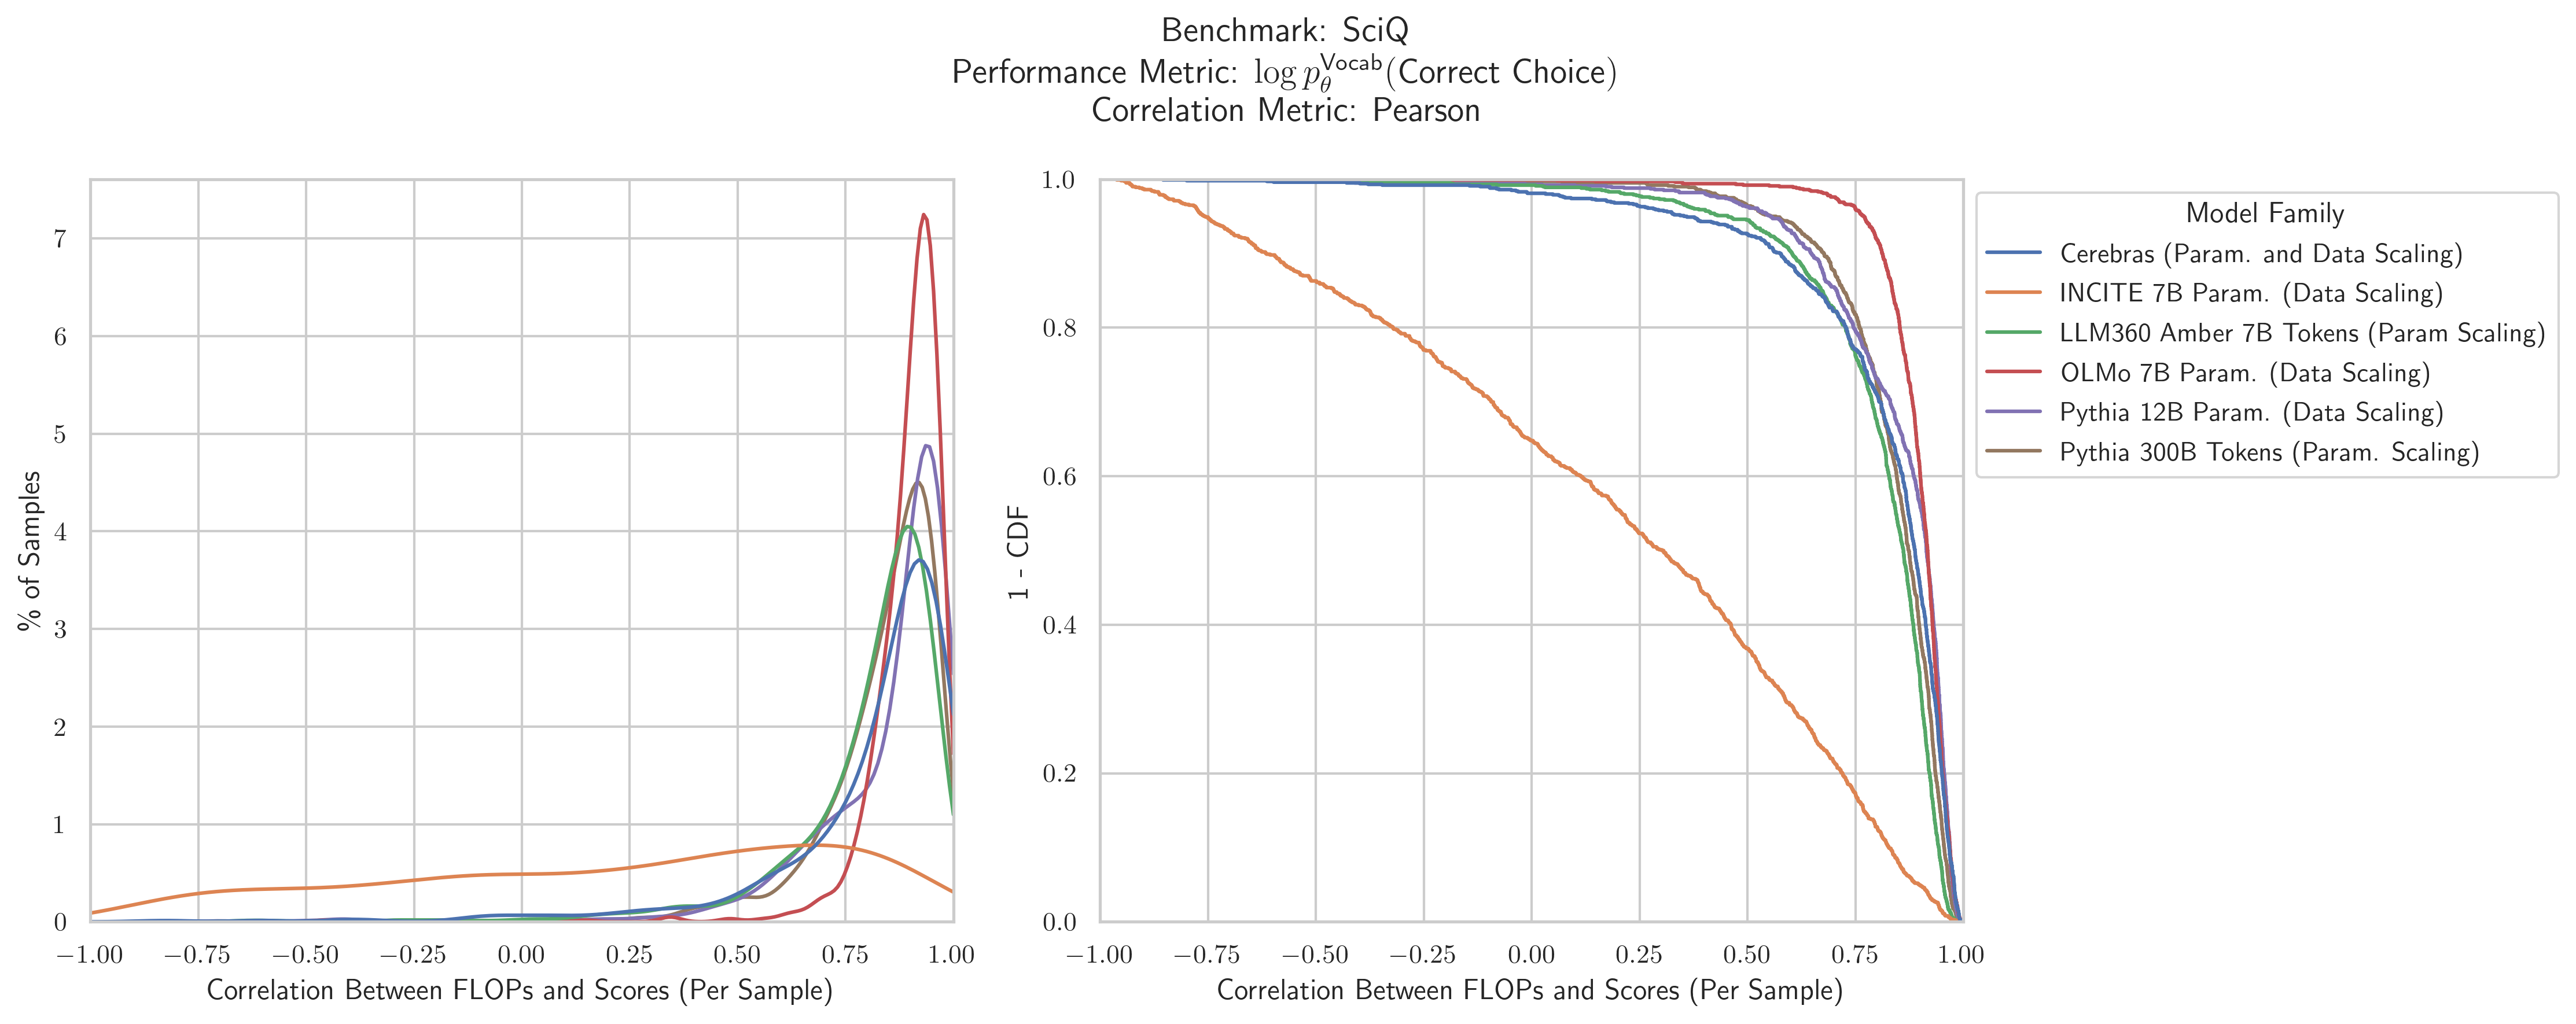 Benchmark: SciQ
Performance Metric: log p_θ^Vocab(Correct Choice)
Correlation Metric: Pearson
% of Samples
7
6
5
4
3
2
1
0
−1.00 −0.75 −0.50 −0.25 0.00 0.25 0.50 0.75 1.00
Correlation Between FLOPs and Scores (Per Sample)
1 - CDF
1.0
0.8
0.6
0.4
0.2
0.0
−1.00 −0.75 −0.50 −0.25 0.00 0.25 0.50 0.75 1.00
Correlation Between FLOPs and Scores (Per Sample)
Model Family
Cerebras (Param. and Data Scaling)
INCITE 7B Param. (Data Scaling)
LLM360 Amber 7B Tokens (Param Scaling)
OLMo 7B Param. (Data Scaling)
Pythia 12B Param. (Data Scaling)
Pythia 300B Tokens (Param. Scaling)